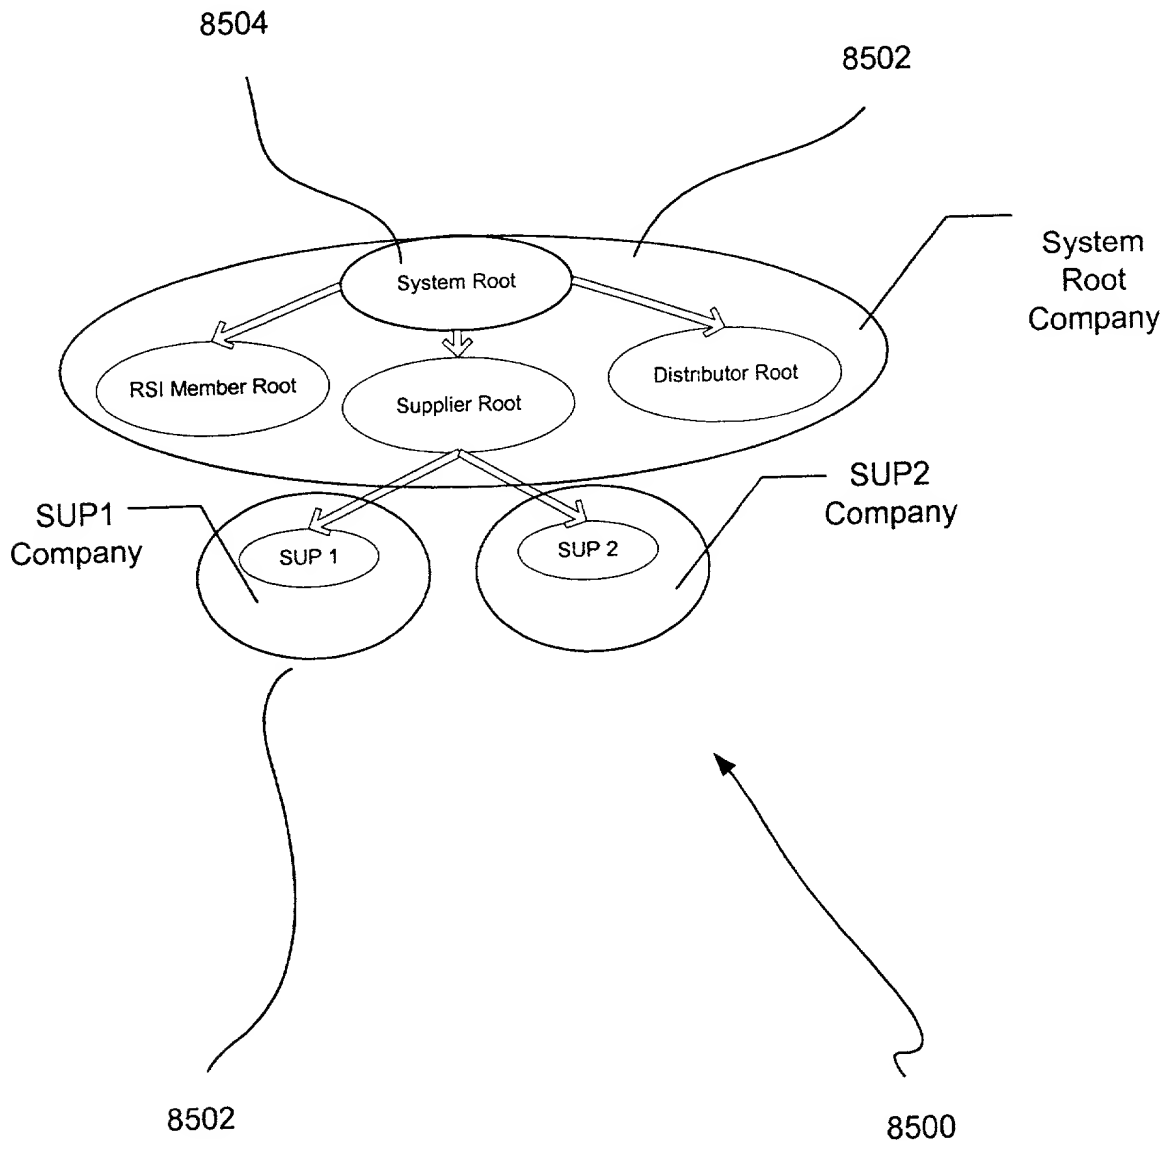 8504
8502
System
Root
Company
System Root
RSI Member Root
Supplier Root
Distributor Root
SUP1
Company
SUP2
Company
SUP 1
SUP 2
8502
8500